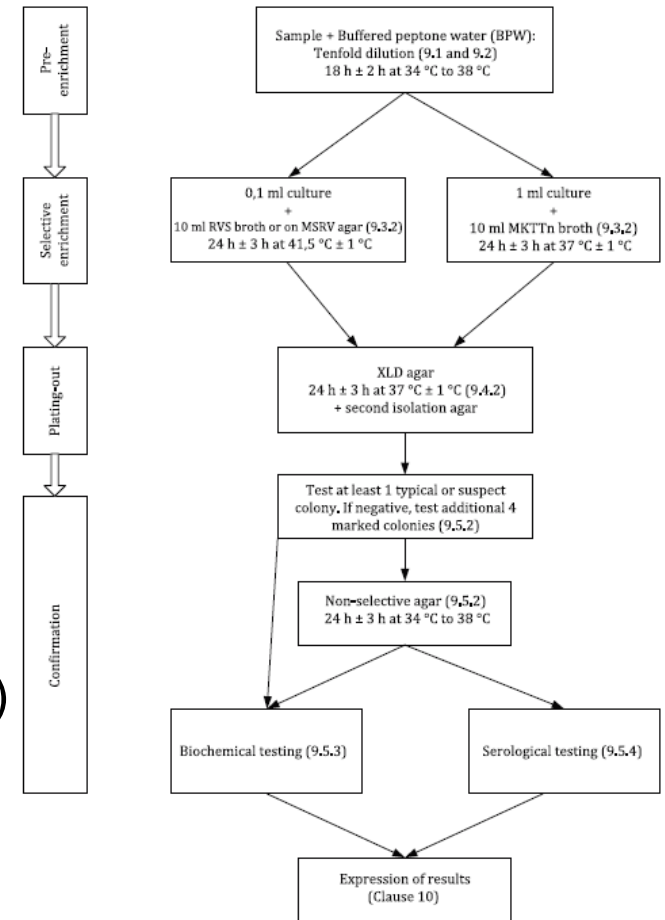 Pre-
enrichment
Sample + Buffered peptone water (BPW):
Tenfold dilution (9.1 and 9.2)
18 h ± 2 h at 34 °C to 38 °C
Selective
enrichment
0,1 ml culture
+
10 ml RVS broth or on MSRV agar (9.3.2)
24 h ± 3 h at 41,5 °C ± 1 °C
1 ml culture
+
10 ml MKTTn broth (9.3.2)
24 h ± 3 h at 37 °C ± 1 °C
Plating-out
XLD agar
24 h ± 3 h at 37 °C ± 1 °C (9.4.2)
+ second isolation agar
Confirmation
Test at least 1 typical or suspect
colony. If negative, test additional 4
marked colonies (9.5.2)
Non-selective agar (9.5.2)
24 h ± 3 h at 34 °C to 38 °C
)
Biochemical testing (9.5.3)
Serological testing (9.5.4)
Expression of results
(Clause 10)